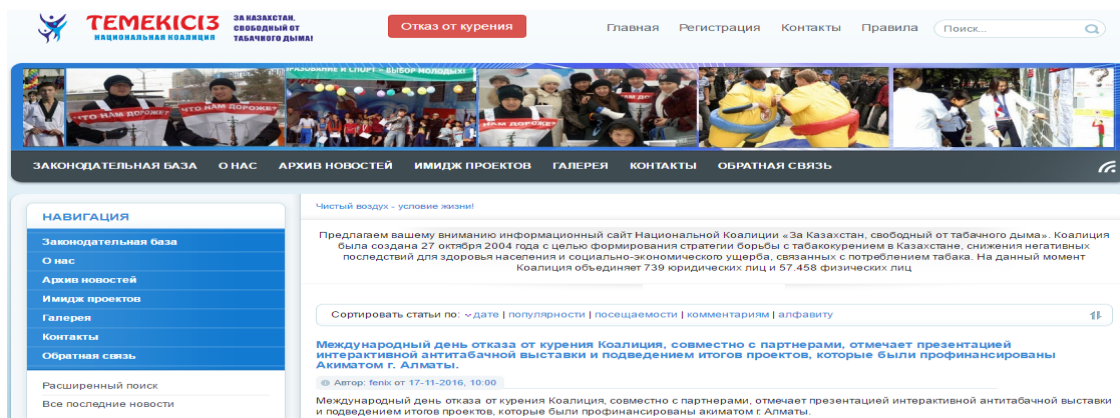 TEMEKICI3
НАЦИОНАЛЬНАЯ КОАЛИЦИЯ
ЗА КАЗАХСТАН,
СВОБОДНЫЙ ОТ
ТАБАЧНОГО ДЫМА!
Отказ от курения
Главная Регистрация Контакты Правила Поиск...
РАЗОВАНИЕ И СПОРТ - ВЫБОР МОЛОДЫХ!
ЧТО НАМ ДОРОЖЕ?
ЗАКОНОДАТЕЛЬНАЯ БАЗА О НАС АРХИВ НОВОСТЕЙ ИМИДЖ ПРОЕКТОВ ГАЛЕРЕЯ КОНТАКТЫ ОБРАТНАЯ СВЯЗЬ
НАВИГАЦИЯ
Законодательная база
О нас
Архив новостей
Имидж проектов
Галерея
Контакты
Обратная связь
Расширенный поиск
Все последние новости
Чистый воздух - условие жизни!
Предлагаем вашему вниманию информационный сайт Национальной Коалиции «За Казахстан, свободный от табачного дыма». Коалиция
была создана 27 октября 2004 года с целью формирования стратегии борьбы с табакокурением в Казахстане, снижения негативных
последствий для здоровья населения и социально-экономического ущерба, связанных с потреблением табака. На данный момент
Коалиция объединяет 739 юридических лиц и 57.458 физических лиц
Сортировать статьи по: дате | популярности | посещаемости | комментариям | алфавиту
Международный день отказа от курения Коалиция, совместно с партнерами, отмечает презентацией
интерактивной антитабачной выставки и подведением итогов проектов, которые были профинансированы
Акиматом г. Алматы.
Автор: fenix от 17-11-2016, 10:00
Международный день отказа от курения Коалиция, совместно с партнерами, отмечает презентацией интерактивной антитабачной выставки
и подведением итогов проектов, которые были профинансированы акиматом г. Алматы.